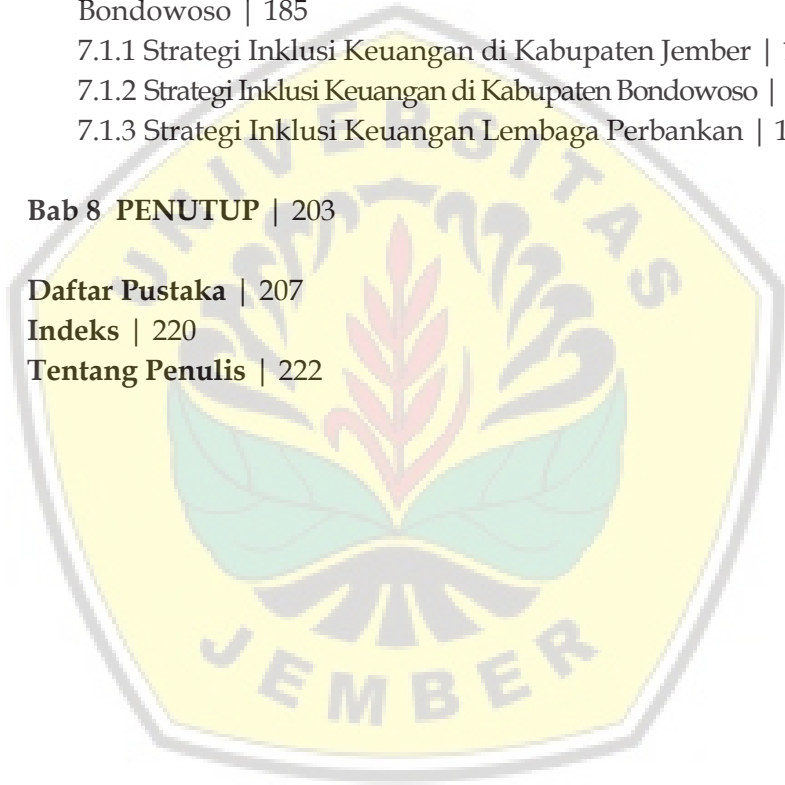 Bondowoso | 185
7.1.1 Strategi Inklusi Keuangan di Kabupaten Jember |
7.1.2 Strategi Inklusi Keuangan di Kabupaten Bondowoso |
7.1.3 Strategi Inklusi Keuangan Lembaga Perbankan |
Bab 8 PENUTUP | 203
Daftar Pustaka | 207
Indeks | 220
Tentang Penulis | 222
UNIVERSITAS
JEMBER